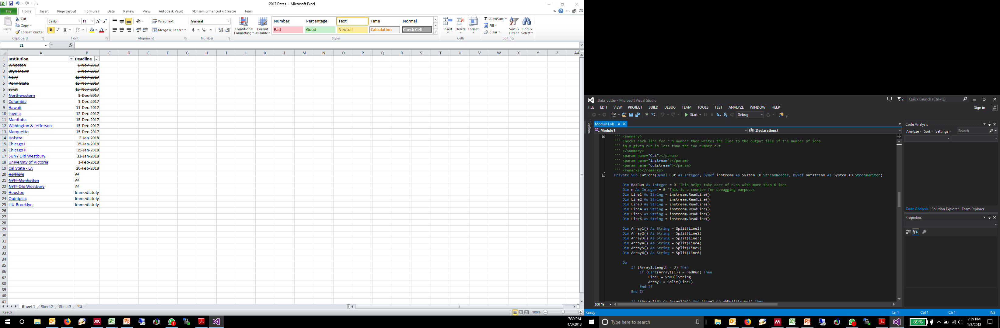 2017 Dates - Microsoft Excel
File Home Insert Page Layout Formulas Data Review View Autodesk Vault PDFsam Enhanced 4 Creator Team
Paste
Cut
Copy
Format Painter
Clipboard
Calibri 11
B I U
Font
Wrap Text
Merge & Center
Alignment
General
$ % ,
Number
Conditional Formatting
Format as Table
Number Percentage Text Time Normal
Bad Good Neutral Calculation Check Cell
Styles
Insert Delete Format
Cells
AutoSum
Fill
Clear
Sort & Filter
Find & Select
Editing
J1 fx
A B C D E F G H I J K L M N O P Q R S T U V W X Y Z AA
1 Institution Deadline
2 Wheaton 1-Nov-2017
3 Bryn Mawr 6-Nov-2017
4 Navy 15-Nov-2017
5 Penn State 15-Nov-2017
6 Swat 15-Nov-2017
7 Northwestern 1-Dec-2017
8 Columbia 1-Dec-2017
9 Hawaii 11-Dec-2017
10 Loyola 12-Dec-2017
11 Manitoba 15-Dec-2017
12 Wahington & Jefferson 15-Dec-2017
13 Marquette 15-Dec-2017
14 Hofstra 2-Jan-2018
15 Chicago I 15-Jan-2018
16 Chicago II 15-Jan-2018
17 SUNY Old Westbury 31-Jan-2018
18 University of Victoria 1-Feb-2018
19 Cal State - LA 20-Feb-2018
20 Hartford ??
21 NYIT-Manhattan ??
22 NYIT-Old Westbury ??
23 Houston Immediately
24 Quinipiac Immediately
25 LIU-Brooklyn Immediately
26
27
28
29
30
31
32
33
34
35
36
37
38
39
40
41
Sheet1 Sheet2 Sheet3
Ready 100%
7:39 PM
1/3/2018
Data_cutter - Microsoft Visual Studio
2 Quick Launch (Ctrl+Q)
FILE EDIT VIEW PROJECT BUILD DEBUG TEAM TOOLS TEST ANALYZE WINDOW HELP
Sign in
Start Debug
Toolbox
Module1.vb
Module1 (Declarations)
''' <summary>
''' Checks each line for run number then writes the line to the output file if the number of ions
''' in a given run is less than the ion number cut
''' </summary>
''' <param name="Cut"></param>
''' <param name="instream"></param>
''' <param name="outstream"></param>
''' <remarks></remarks>
Private Sub CutIons(ByVal Cut As Integer, ByRef instream As System.IO.StreamReader, ByRef outstream As System.IO.StreamWriter)
Dim BadRun As Integer = 0 'This helps take care of runs with more than 6 ions
Dim n As Integer = 0 'This is a counter for debugging purposes
Dim Line1 As String = instream.ReadLine()
Dim Line2 As String = instream.ReadLine()
Dim Line3 As String = instream.ReadLine()
Dim Line4 As String = instream.ReadLine()
Dim Line5 As String = instream.ReadLine()
Dim Line6 As String = instream.ReadLine()
Dim Array1() As String = Split(Line1)
Dim Array2() As String = Split(Line2)
Dim Array3() As String = Split(Line3)
Dim Array4() As String = Split(Line4)
Dim Array5() As String = Split(Line5)
Dim Array6() As String = Split(Line6)
Do
If (Array1.Length = 3) Then
If (CInt(Array1(1)) = BadRun) Then
Line1 = vbNullString
Array1 = Split(Line1)
End If
End If
If ((Array1(0) <> Array2(0)) And (Line1 <> vbNullString)) Then
100 %
Code Analysis
Analyze Sort Settings Search
Code Analysis Solution Explorer Team Explorer
Properties
Ready Ln 1 Col 1 Ch 1 INS
Type here to search
89%
7:39 PM
1/3/2018